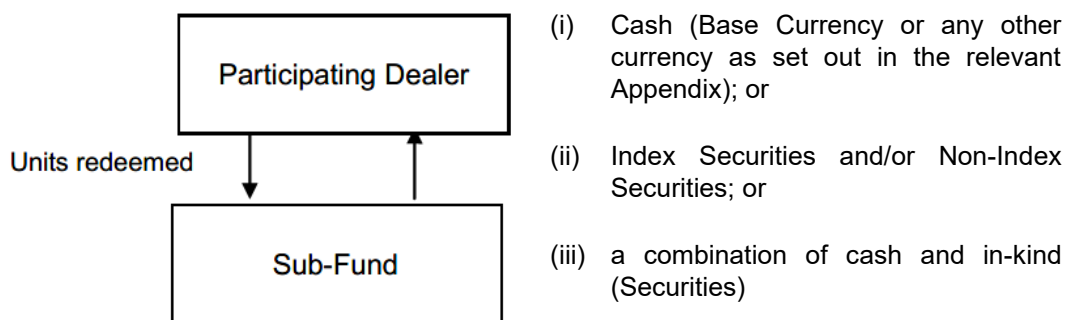 Participating Dealer
Units redeemed
Sub-Fund
(i) Cash (Base Currency or any other
currency as set out in the relevant
Appendix); or
(ii) Index Securities and/or Non-Index
Securities; or
(iii) a combination of cash and in-kind
(Securities)